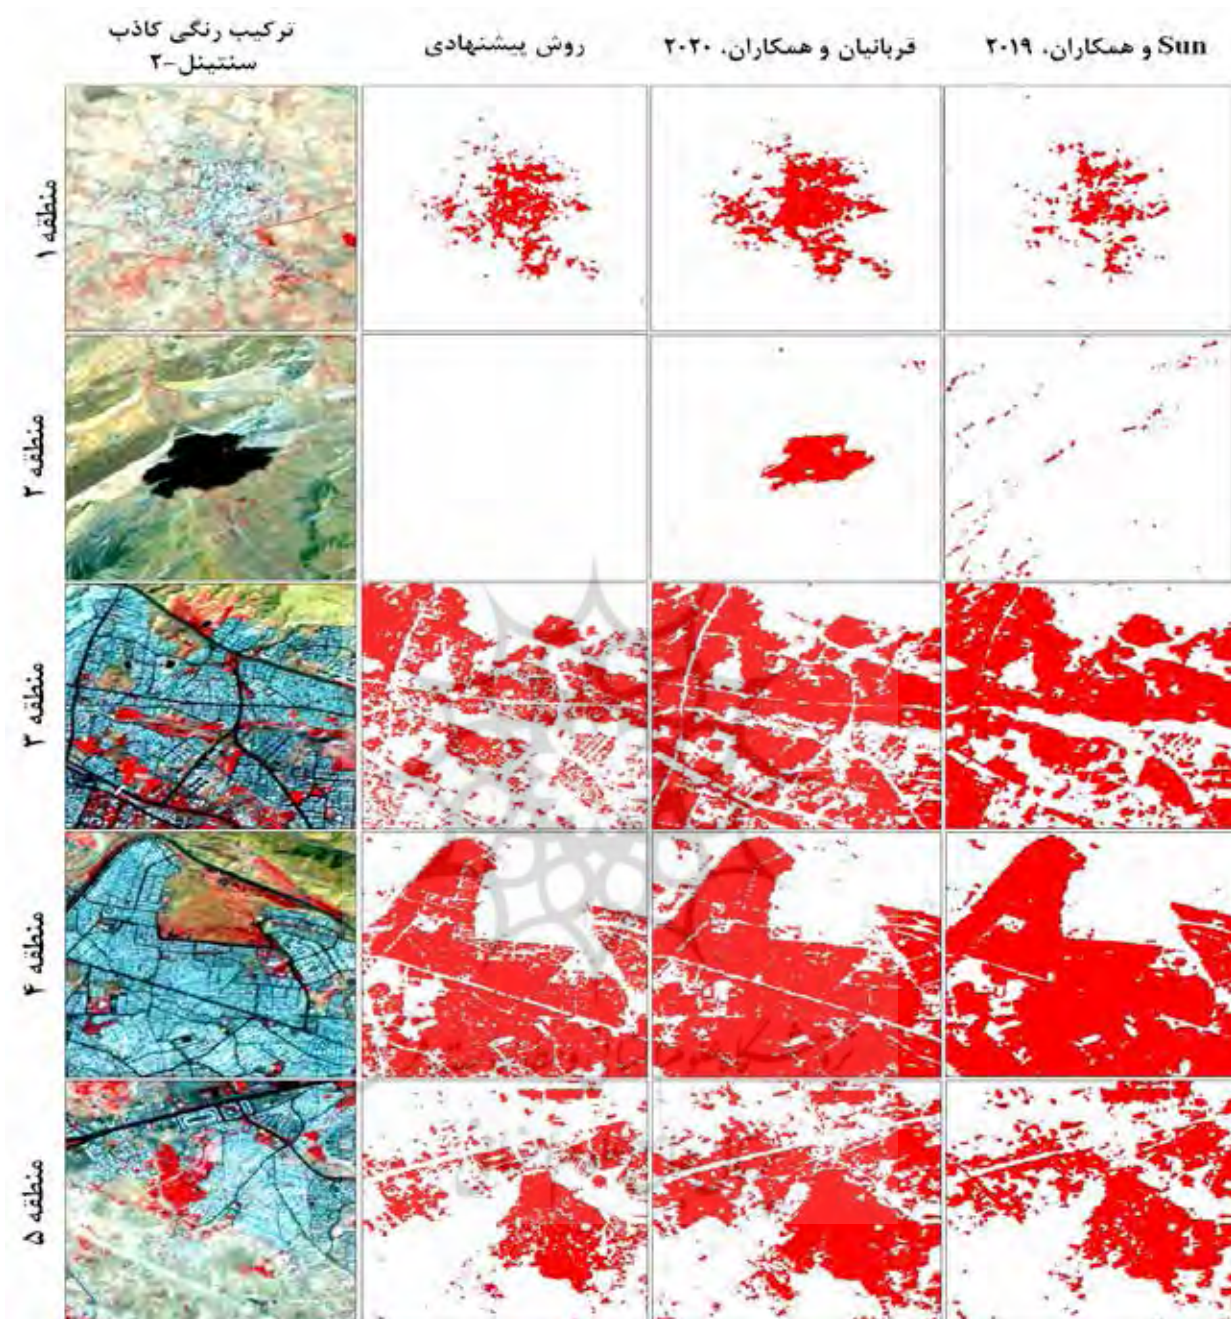 Sun و همکاران، ۲۰۱۹
قربانیان و همکاران، ۲۰۲۰
روش پیشنهادی
ترکیب رنگی کاذب
سنتینل-۲
منطقه ۱
منطقه ۲
منطقه ۳
منطقه ۴
منطقه ۵